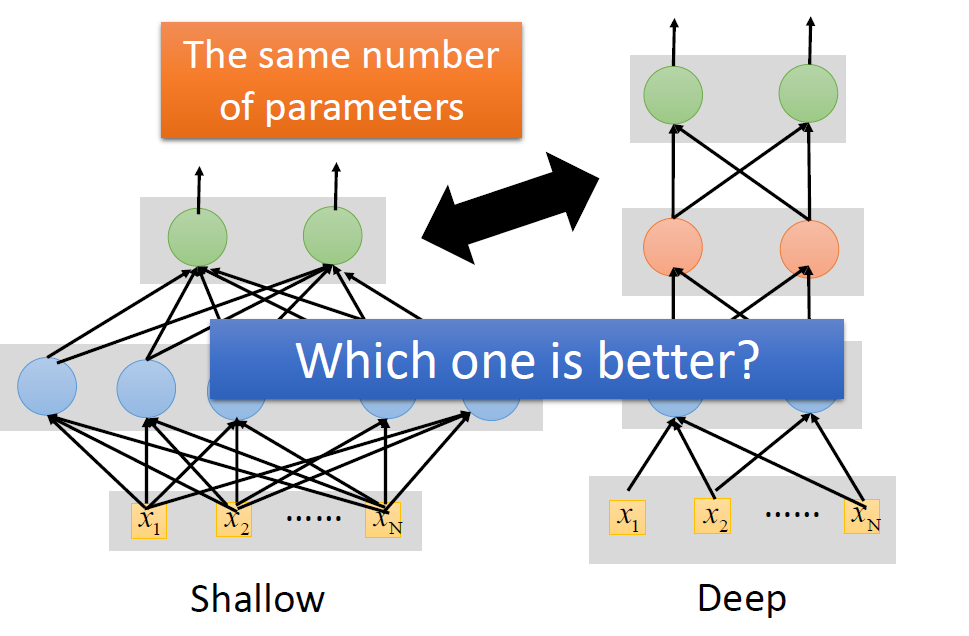 The same number
of parameters
Which one is better?
x1 x2 ...... xN
x1 x2 ...... xN
Shallow
Deep